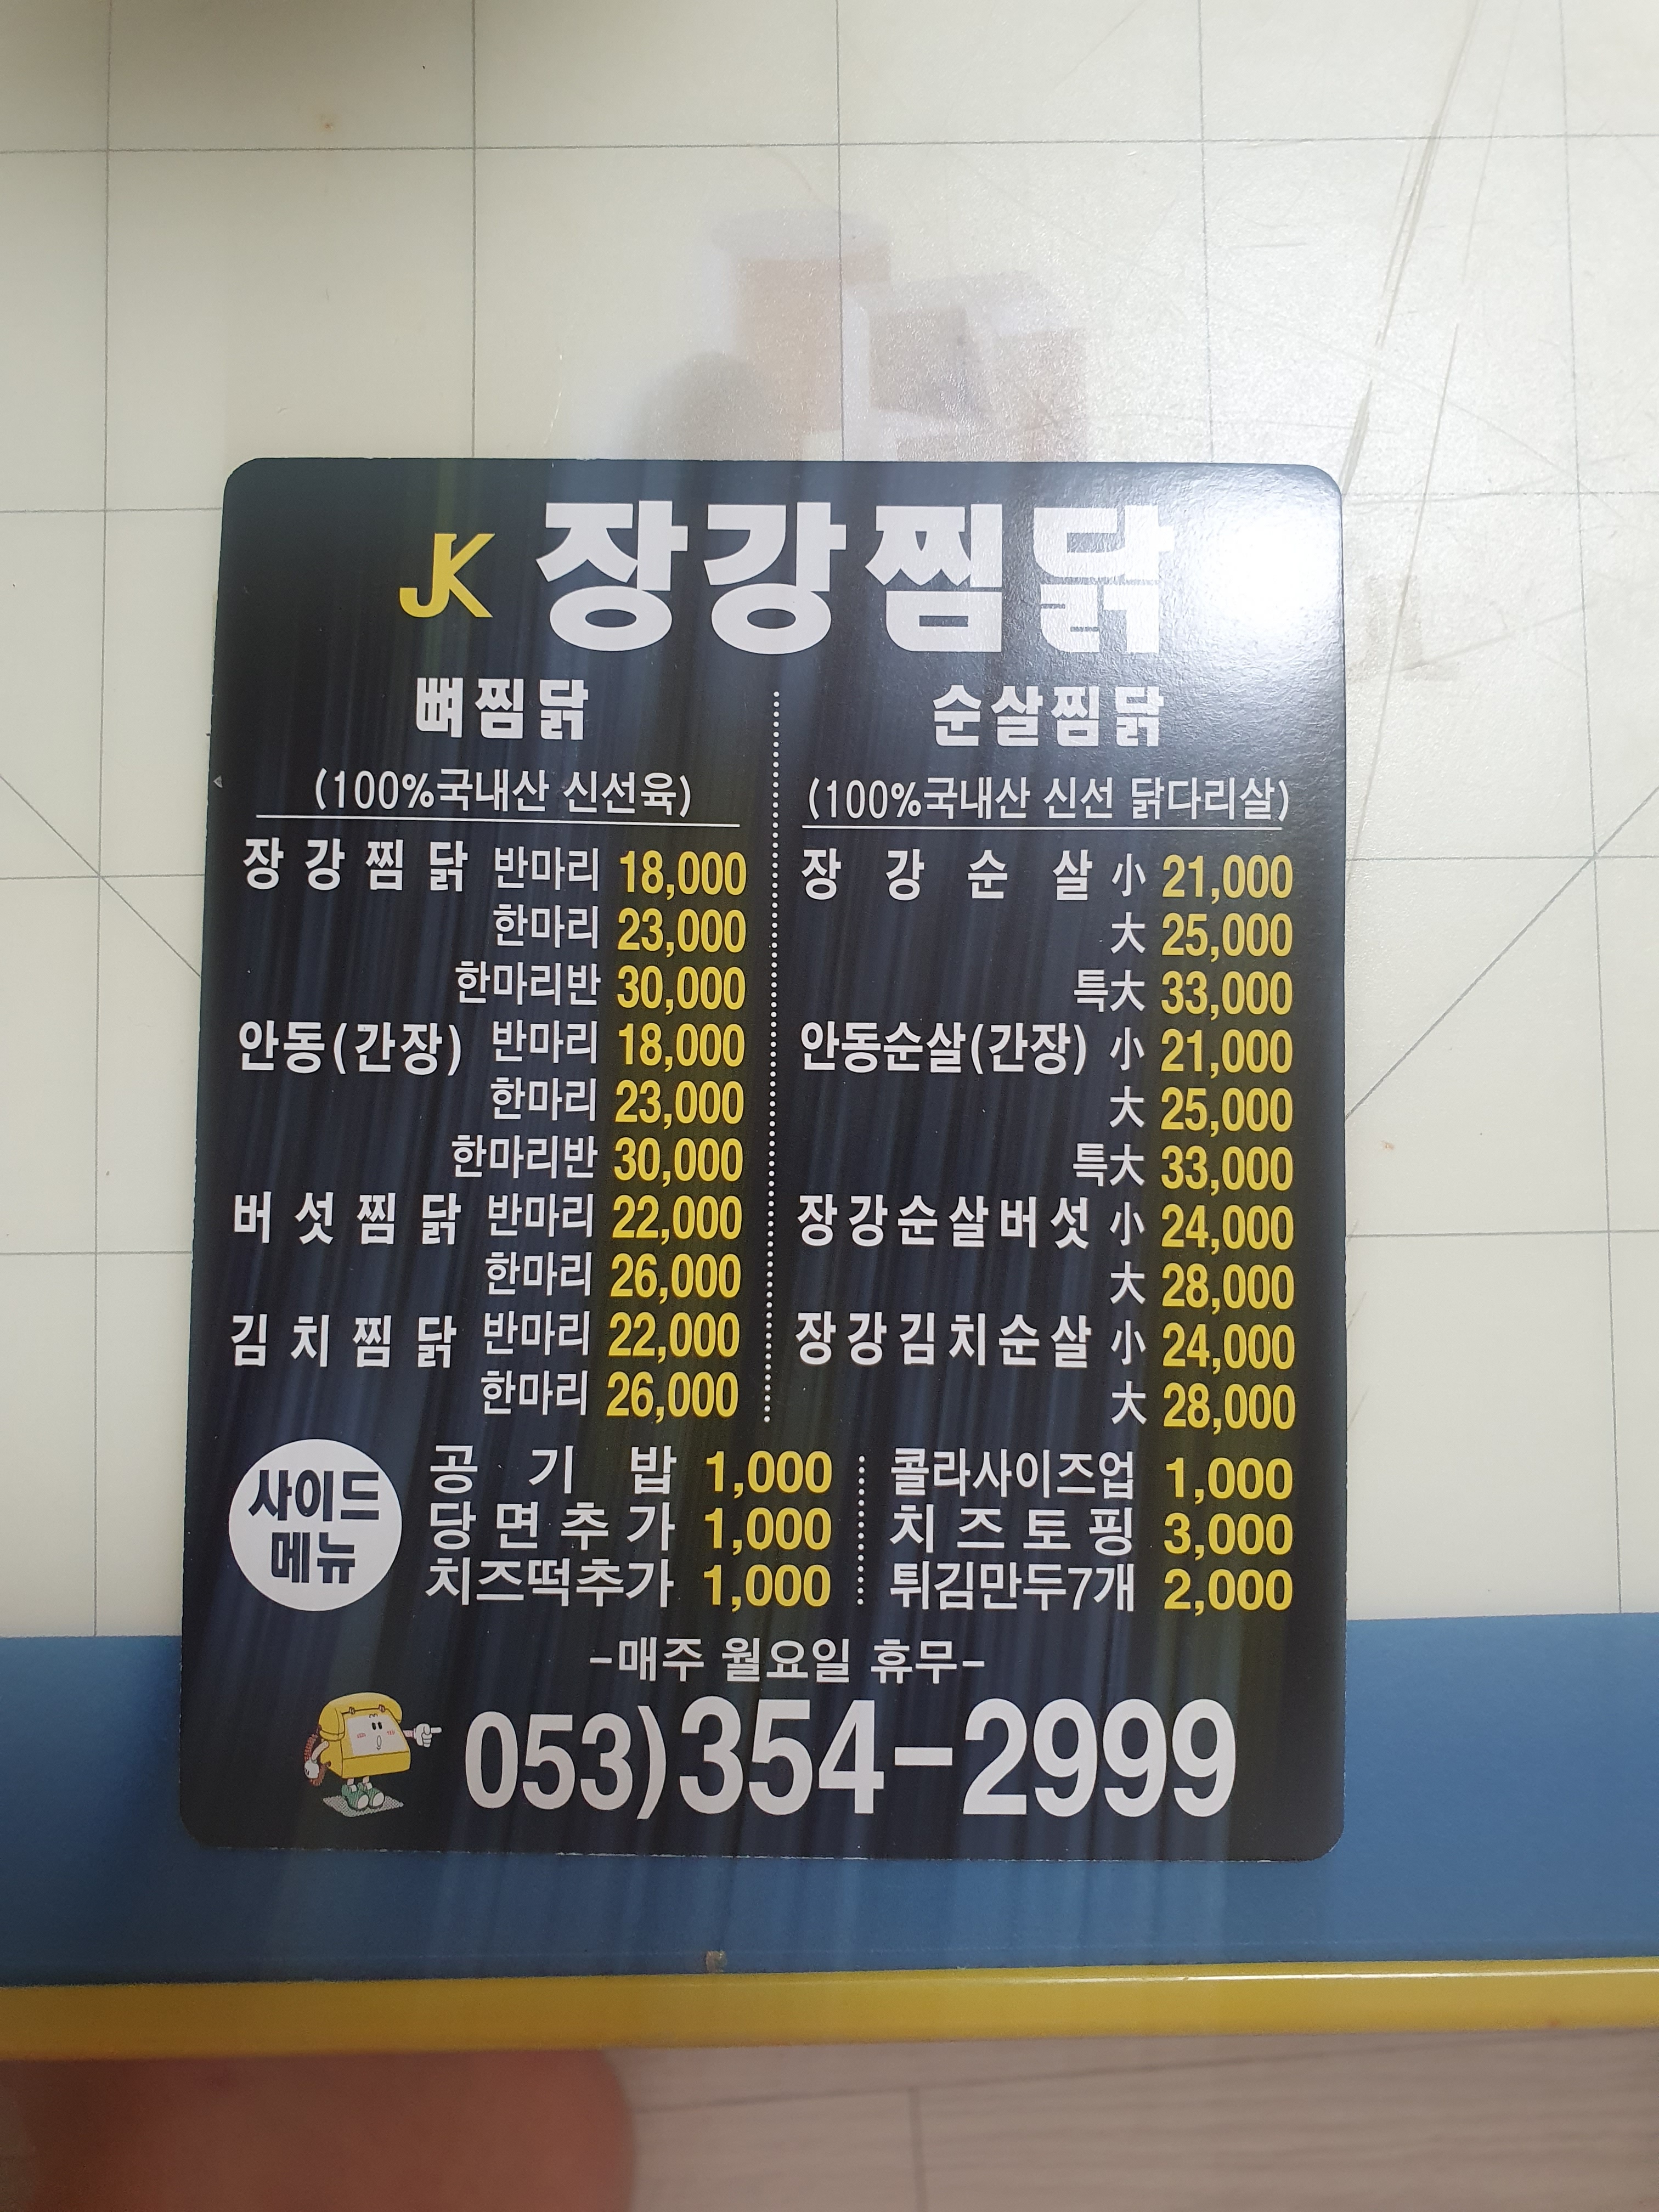 JK 장강찜닭
뼈찜닭
(100%국내산 신선육)
장강찜닭 반마리 18,000
한마리 23,000
한마리반 30,000
안동(간장) 반마리 18,000
한마리 23,000
한마리반 30,000
버섯찜닭 반마리 22,000
한마리 26,000
김치찜닭 반마리 22,000
한마리 26,000
순살찜닭
(100%국내산 신선 닭다리살)
장강순살 小 21,000
大 25,000
특大 33,000
안동순살(간장) 小 21,000
大 25,000
특大 33,000
장강순살버섯 小 24,000
大 28,000
장강김치순살 小 24,000
大 28,000
사이드
메뉴
공기밥 1,000
당면추가 1,000
치즈떡추가 1,000
콜라사이즈업 1,000
치즈토핑 3,000
튀김만두7개 2,000
-매주 월요일 휴무-
053)354-2999